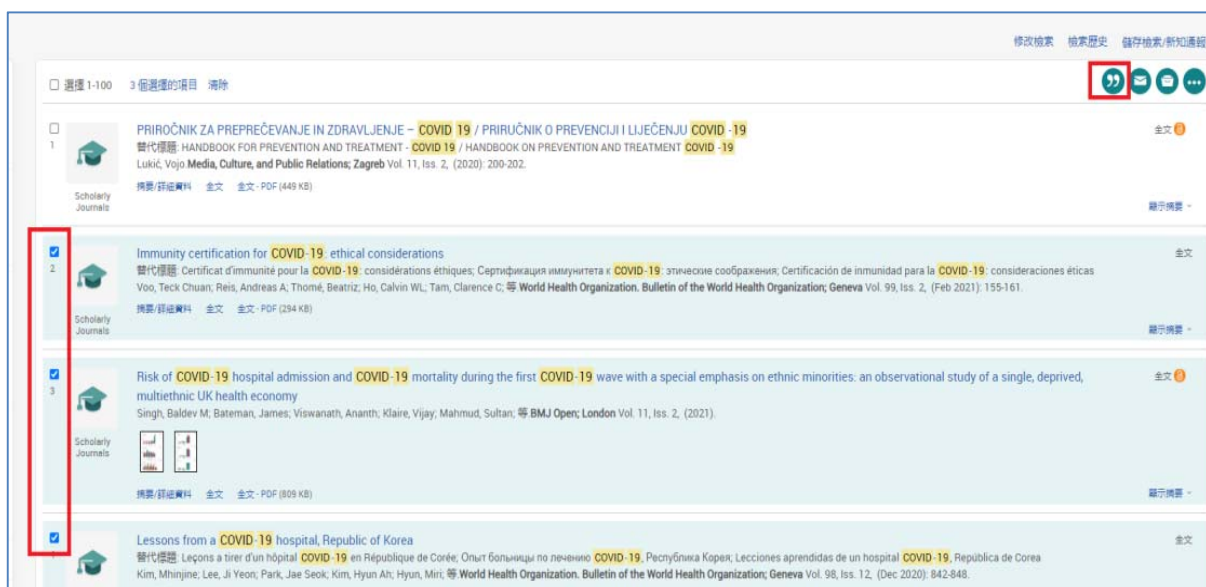 修改檢索 檢索歷史 儲存檢索/新知通報
選擇 1-100 3 個選擇的項目 清除
1
PRIROČNIK ZA PREPREČEVANJE IN ZDRAVLJENJE – COVID 19 / PRIRUČNIK O PREVENCIJI I LIJEČENJU COVID -19
全文
替代標題: HANDBOOK FOR PREVENTION AND TREATMENT - COVID 19 / HANDBOOK ON PREVENTION AND TREATMENT COVID -19
Lukić, Vojo Media, Culture, and Public Relations; Zagreb Vol. 11, Iss. 2, (2020): 200-202.
摘要/詳細資料 全文 全文 - PDF (449 KB)
Scholarly
Journals
顯示摘要
2
Immunity certification for COVID-19: ethical considerations
全文
替代標題: Certificat d'immunité pour la COVID-19: considérations éthiques; Сертификация иммунитета к COVID-19: этические соображения; Certificación de inmunidad para la COVID-19: consideraciones éticas
Voo, Teck Chuan; Reis, Andreas A; Thomé, Beatriz; Ho, Calvin WL; Tam, Clarence C; 等 World Health Organization. Bulletin of the World Health Organization; Geneva Vol. 99, Iss. 2, (Feb 2021): 155-161.
摘要/詳細資料 全文 全文 - PDF (294 KB)
Scholarly
Journals
顯示摘要
3
Risk of COVID-19 hospital admission and COVID-19 mortality during the first COVID-19 wave with a special emphasis on ethnic minorities: an observational study of a single, deprived,
全文
multiethnic UK health economy
Singh, Baldev M; Bateman, James; Viswanath, Ananth; Klaire, Vijay; Mahmud, Sultan; 等 BMJ Open; London Vol. 11, Iss. 2, (2021).
Scholarly
Journals
摘要/詳細資料 全文 全文 - PDF (809 KB)
顯示摘要
Lessons from a COVID-19 hospital, Republic of Korea
全文
替代標題: Leçons a tirer d'un hôpital COVID-19 en République de Corée; Опыт больницы по лечению COVID-19, Республика Корея; Lecciones aprendidas de un hospital COVID-19, República de Corea
Kim, Mhinjine; Lee, Ji Yeon; Park, Jae Seok; Kim, Hyun Ah; Hyun, Miri; 等 World Health Organization. Bulletin of the World Health Organization; Geneva Vol. 98, Iss. 12, (Dec 2020): 842-848.